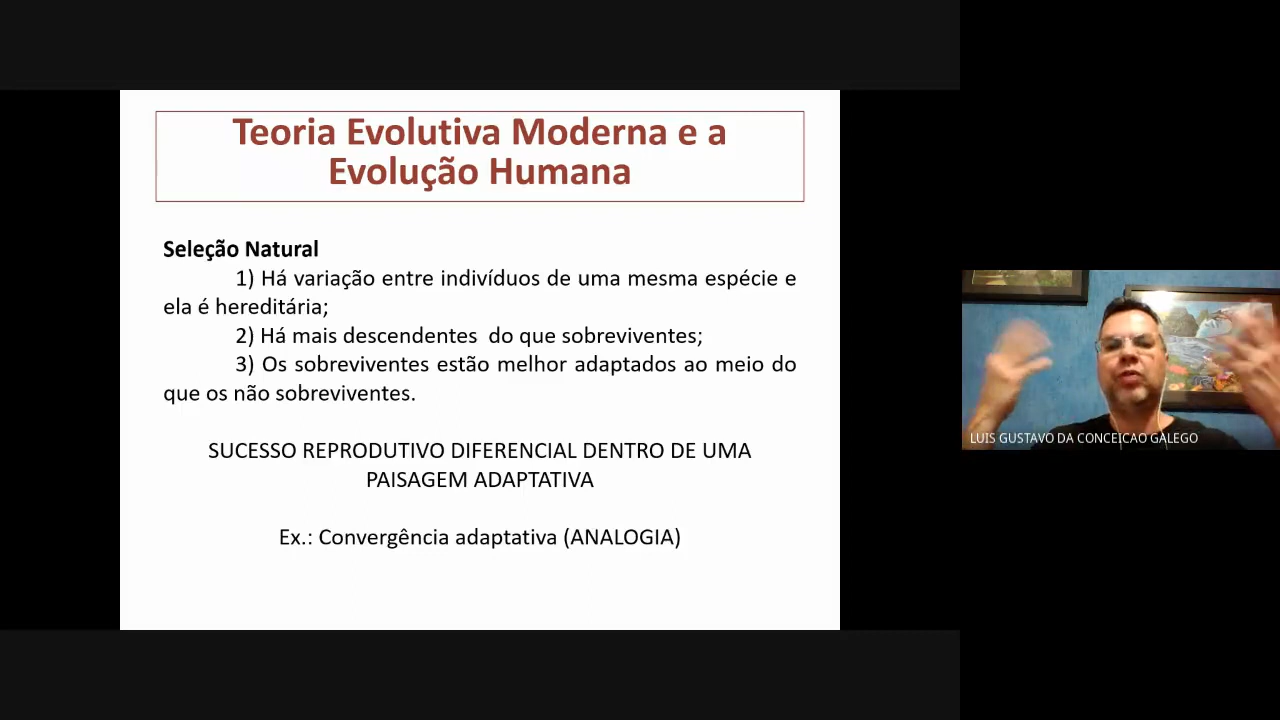 Teoria Evolutiva Moderna e a
Evolução Humana
Seleção Natural
1) Há variação entre indivíduos de uma mesma espécie e
ela é hereditária;
2) Há mais descendentes do que sobreviventes;
3) Os sobreviventes estão melhor adaptados ao meio do
que os não sobreviventes.
SUCESSO REPRODUTIVO DIFERENCIAL DENTRO DE UMA
PAISAGEM ADAPTATIVA
Ex.: Convergência adaptativa (ANALOGIA)
LUIS GUSTAVO DA CONCEICAO GALEGO